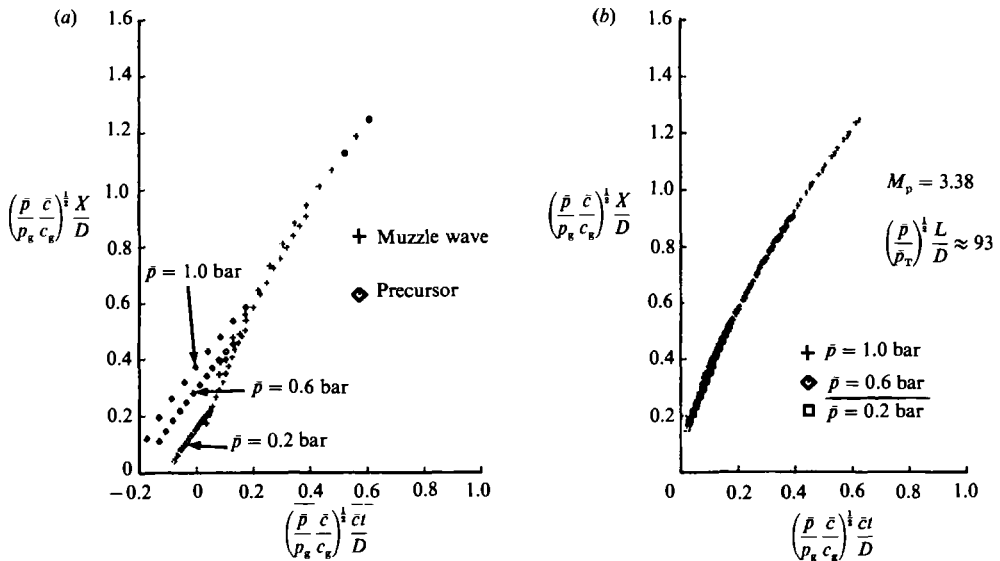 (a)
1.6
1.4
1.2
1.0
0.8
0.6
0.4
0.2
0
−0.2 0 0.2 0.4 0.6 0.8 1.0
(p̄/p_g c̄/c_g)^½ X/D
(p̄/p_g c̄/c_g)^½ c̄t/D
p̄ = 1.0 bar
p̄ = 0.6 bar
p̄ = 0.2 bar
+ Muzzle wave
Precursor
(b)
1.6
1.4
1.2
1.0
0.8
0.6
0.4
0.2
0 0.2 0.4 0.6 0.8 1.0
(p̄/p_g c̄/c_g)^½ X/D
(p̄/p_g c̄/c_g)^½ c̄t/D
M_p = 3.38
(p̄/p̄_T)^½ L/D ≈ 93
+ p̄ = 1.0 bar
p̄ = 0.6 bar
p̄ = 0.2 bar